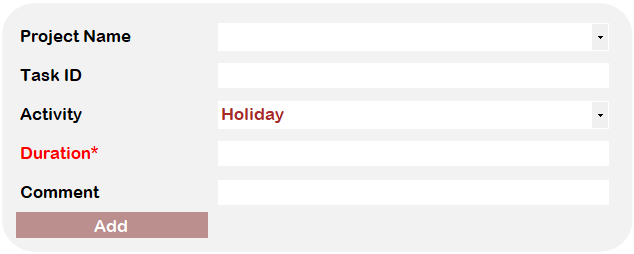 Project Name
Task ID
Activity Holiday
Duration*
Comment
Add